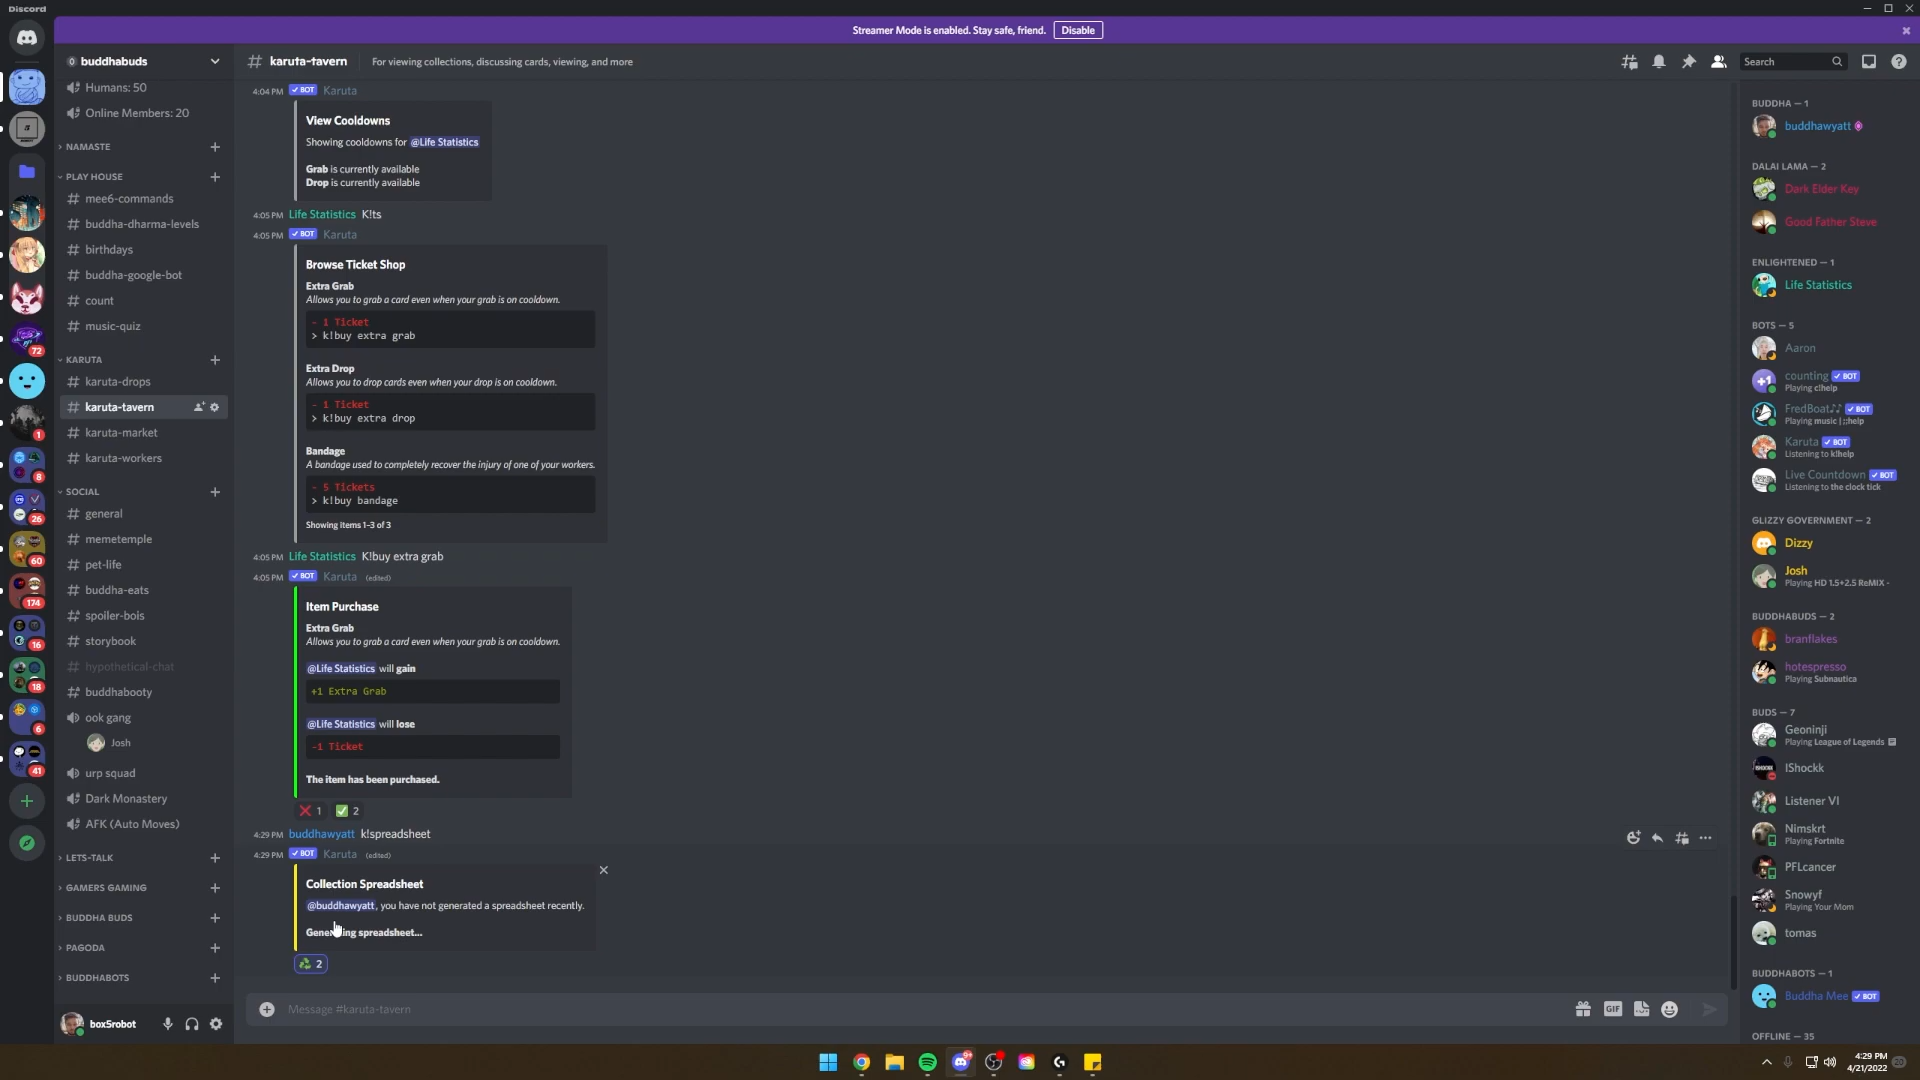 Discord
Streamer Mode is enabled. Stay safe, friend. Disable
buddhabuds
Humans: 50
Online Members: 20
NAMASTE
PLAY HOUSE
mee6-commands
buddha-dharma-levels
birthdays
buddha-google-bot
count
music-quiz
KARUTA
karuta-drops
karuta-tavern
karuta-market
karuta-workers
SOCIAL
general
memetemple
pet-life
buddha-eats
spoiler-bois
storybook
hypothetical-chat
buddhabooty
ook gang
Josh
urp squad
Dark Monastery
AFK (Auto Moves)
LETS-TALK
GAMERS GAMING
BUDDHA BUDS
PAGODA
BUDDHABOTS
box5robot
72
1
8
26
60
174
16
18
6
41
# karuta-tavern For viewing collections, discussing cards, viewing, and more
Search
4:04 PM ✓ BOT Karuta
View Cooldowns
Showing cooldowns for @Life Statistics
Grab is currently available
Drop is currently available
4:05 PM Life Statistics K!ts
4:05 PM ✓ BOT Karuta
Browse Ticket Shop
Extra Grab
Allows you to grab a card even when your grab is on cooldown.
- 1 Ticket
> k!buy extra grab
Extra Drop
Allows you to drop cards even when your drop is on cooldown.
- 1 Ticket
> k!buy extra drop
Bandage
A bandage used to completely recover the injury of one of your workers.
- 5 Tickets
> k!buy bandage
Showing items 1-3 of 3
4:05 PM Life Statistics K!buy extra grab
4:05 PM ✓ BOT Karuta (edited)
Item Purchase
Extra Grab
Allows you to grab a card even when your grab is on cooldown.
@Life Statistics will gain
+1 Extra Grab
@Life Statistics will lose
-1 Ticket
The item has been purchased.
❌ 1 ✅ 2
4:29 PM buddhawyatt k!spreadsheet
4:29 PM ✓ BOT Karuta (edited)
Collection Spreadsheet
@buddhawyatt, you have not generated a spreadsheet recently.
Generating spreadsheet...
♻ 2
Message #karuta-tavern
GIF
BUDDHA — 1
buddhawyatt
DALAI LAMA — 2
Dark Elder Key
Good Father Steve
ENLIGHTENED — 1
Life Statistics
BOTS — 5
Aaron
counting ✓ BOT
Playing c!help
FredBoat♪♪ ✓ BOT
Playing music | ;;help
Karuta ✓ BOT
Listening to k!help
Live Countdown ✓ BOT
Listening to the clock tick
GLIZZY GOVERNMENT — 2
Dizzy
Josh
Playing HD 1.5+2.5 ReMIX -
BUDDHABUDS — 2
branflakes
hotespresso
Playing Subnautica
BUDS — 7
Geoninji
Playing League of Legends
IShockk
Listener VI
Nimskrt
Playing Fortnite
PFLcancer
Snowyf
Playing Your Mom
tomas
BUDDHABOTS — 1
Buddha Mee ✓ BOT
OFFLINE — 35
4:29 PM
4/21/2022